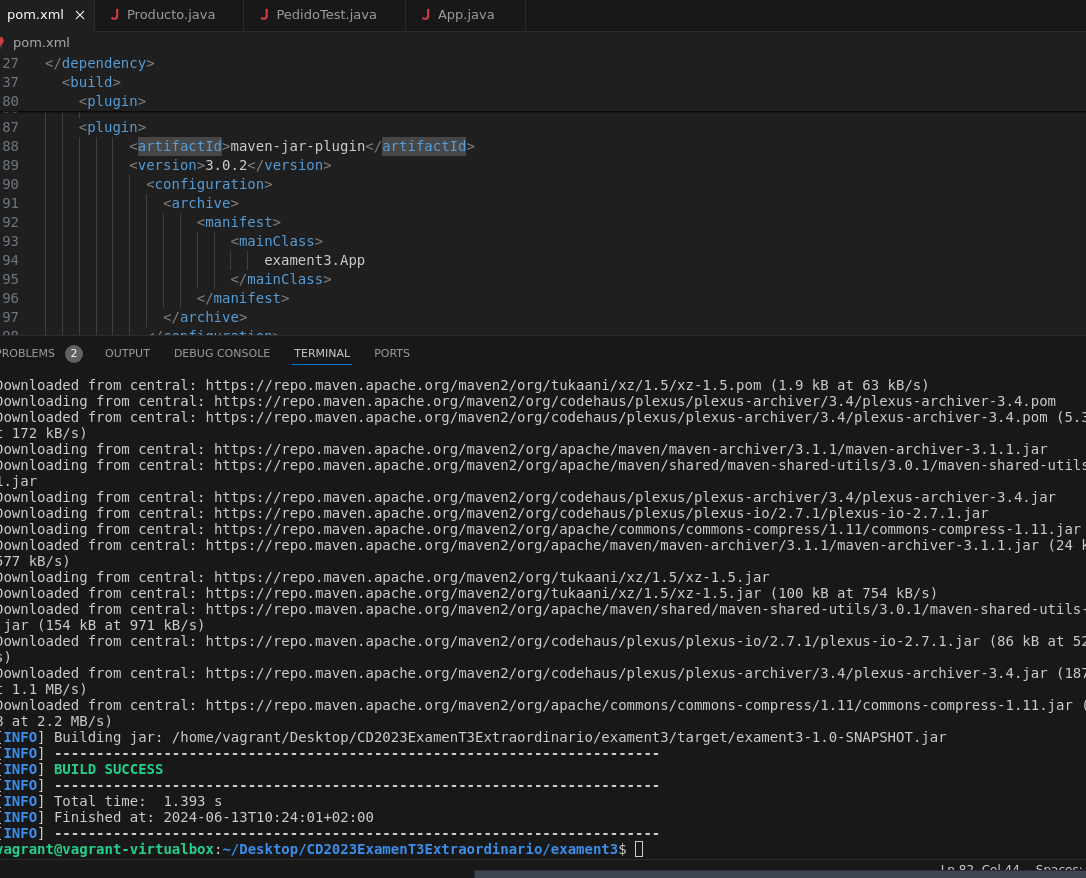 pom.xml Producto.java PedidoTest.java App.java
pom.xml
27 </dependency>
37 <build>
80 <plugin>
87 <plugin>
88 <artifactId>maven-jar-plugin</artifactId>
89 <version>3.0.2</version>
90 <configuration>
91 <archive>
92 <manifest>
93 <mainClass>
94 exament3.App
95 </mainClass>
96 </manifest>
97 </archive>
98 </configuration>
ROBLEMS 2 OUTPUT DEBUG CONSOLE TERMINAL PORTS
Downloaded from central: https://repo.maven.apache.org/maven2/org/tukaani/xz/1.5/xz-1.5.pom (1.9 kB at 63 kB/s)
Downloading from central: https://repo.maven.apache.org/maven2/org/codehaus/plexus/plexus-archiver/3.4/plexus-archiver-3.4.pom
Downloaded from central: https://repo.maven.apache.org/maven2/org/codehaus/plexus/plexus-archiver/3.4/plexus-archiver-3.4.pom (5.3
t 172 kB/s)
Downloading from central: https://repo.maven.apache.org/maven2/org/apache/maven/maven-archiver/3.1.1/maven-archiver-3.1.1.jar
Downloading from central: https://repo.maven.apache.org/maven2/org/apache/maven/shared/maven-shared-utils/3.0.1/maven-shared-utils
1.jar
Downloading from central: https://repo.maven.apache.org/maven2/org/codehaus/plexus/plexus-archiver/3.4/plexus-archiver-3.4.jar
Downloading from central: https://repo.maven.apache.org/maven2/org/codehaus/plexus/plexus-io/2.7.1/plexus-io-2.7.1.jar
Downloading from central: https://repo.maven.apache.org/maven2/org/apache/commons/commons-compress/1.11/commons-compress-1.11.jar
Downloaded from central: https://repo.maven.apache.org/maven2/org/apache/maven/maven-archiver/3.1.1/maven-archiver-3.1.1.jar (24 k
577 kB/s)
Downloading from central: https://repo.maven.apache.org/maven2/org/tukaani/xz/1.5/xz-1.5.jar
Downloaded from central: https://repo.maven.apache.org/maven2/org/tukaani/xz/1.5/xz-1.5.jar (100 kB at 754 kB/s)
Downloaded from central: https://repo.maven.apache.org/maven2/org/apache/maven/shared/maven-shared-utils/3.0.1/maven-shared-utils-
.jar (154 kB at 971 kB/s)
Downloaded from central: https://repo.maven.apache.org/maven2/org/codehaus/plexus/plexus-io/2.7.1/plexus-io-2.7.1.jar (86 kB at 52
s)
Downloaded from central: https://repo.maven.apache.org/maven2/org/codehaus/plexus/plexus-archiver/3.4/plexus-archiver-3.4.jar (187
t 1.1 MB/s)
Downloaded from central: https://repo.maven.apache.org/maven2/org/apache/commons/commons-compress/1.11/commons-compress-1.11.jar (
B at 2.2 MB/s)
[INFO] Building jar: /home/vagrant/Desktop/CD2023ExamenT3Extraordinario/exament3/target/exament3-1.0-SNAPSHOT.jar
[INFO] ------------------------------------------------------------------------
[INFO] BUILD SUCCESS
[INFO] ------------------------------------------------------------------------
[INFO] Total time:  1.393 s
[INFO] Finished at: 2024-06-13T10:24:01+02:00
[INFO] ------------------------------------------------------------------------
vagrant@vagrant-virtualbox:~/Desktop/CD2023ExamenT3Extraordinario/exament3$
Ln 82, Col 44 Spaces: